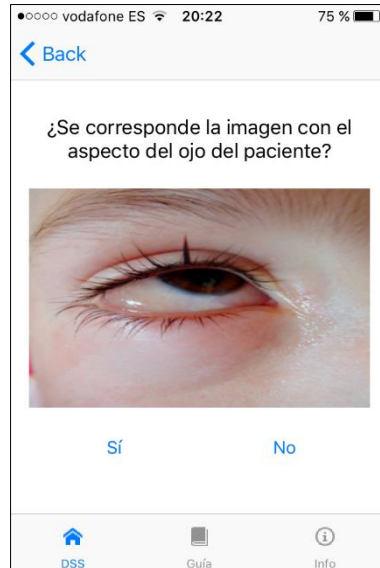 vodafone ES 20:22 75 %
Back
¿Se corresponde la imagen con el
aspecto del ojo del paciente?
Sí No
DSS Guía Info